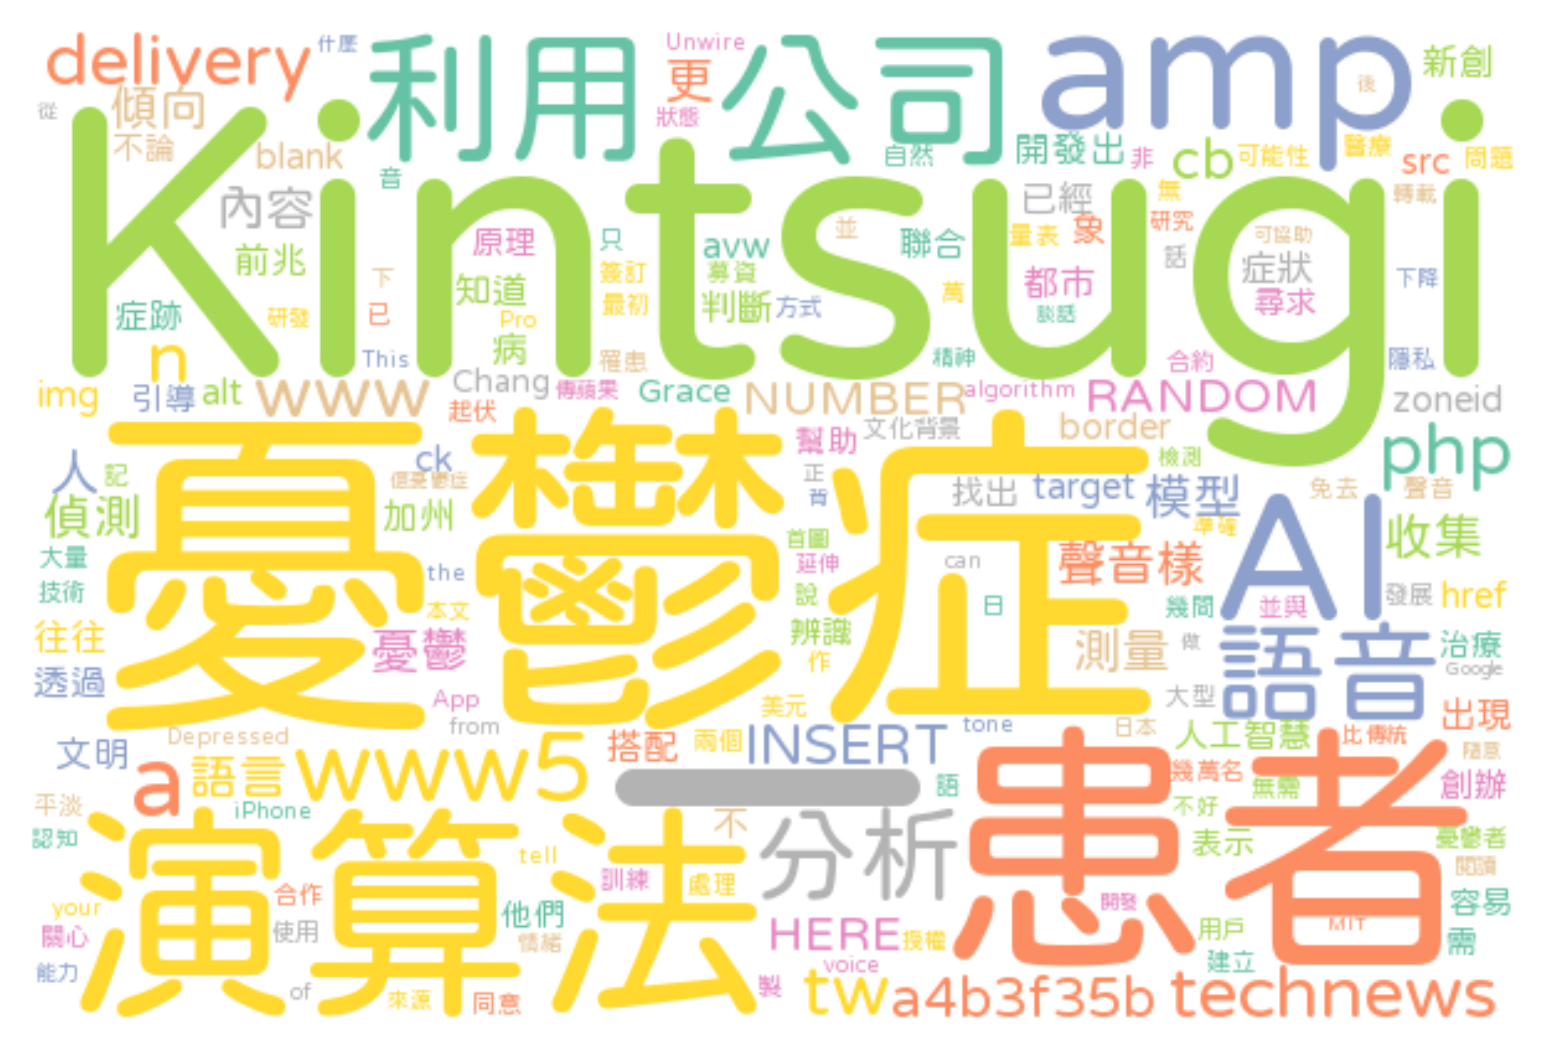 delivery
什麼
利用
公司
Unwire
更
狀態
amp
後
新創
從
傾向
不論
blank
音
自然
開發出
非
cb
可能性
醫療
src
問題
Kintsugi
內容
前兆
症跡
研發
下
已
原理
知道
Pro
病
只
簽訂
最初
罹患
avw
募資
判斷
方式
並
聯合
萬
精神
已經
量表
象
都市
談話
無
研究
話
可協助
症狀
尋求
轉載
下降
隱私
合約
n
This
img
引導
alt
www
Chang
起伏
傳蘋果
Grace
NUMBER
algorithm
RANDOM
zoneid
文化背景
border
php
人
記
ck
幫助
正
背
檢測
偵測
加州
憂鬱症
找出
target
模型
準確
免去
聲音
AI
收集
大量
技術
the
本文
首圖
延伸
說
can
日
聲音樣
幾間
並與
發展
href
往往
透過
憂鬱
辨識
作
測量
做
語音
治療
Google
App
from
美元
大型
出現
文明
Depressed
搭配
兩個
INSERT
tone
日本
人工智慧
比傳統
隨意
a
語言
www5
語
患者
幾萬名
無需
不好
創辦
平淡
iPhone
認知
演算法
不
分析
表示
憂鬱者
閱讀
tell
訓練
處理
your
合作
使用
他們
情緒
關心
能力
HERE
授權
開發
用戶
MIT
容易
需
voice
建立
of
來源
同意
製
tw
a4b3f35b
technews